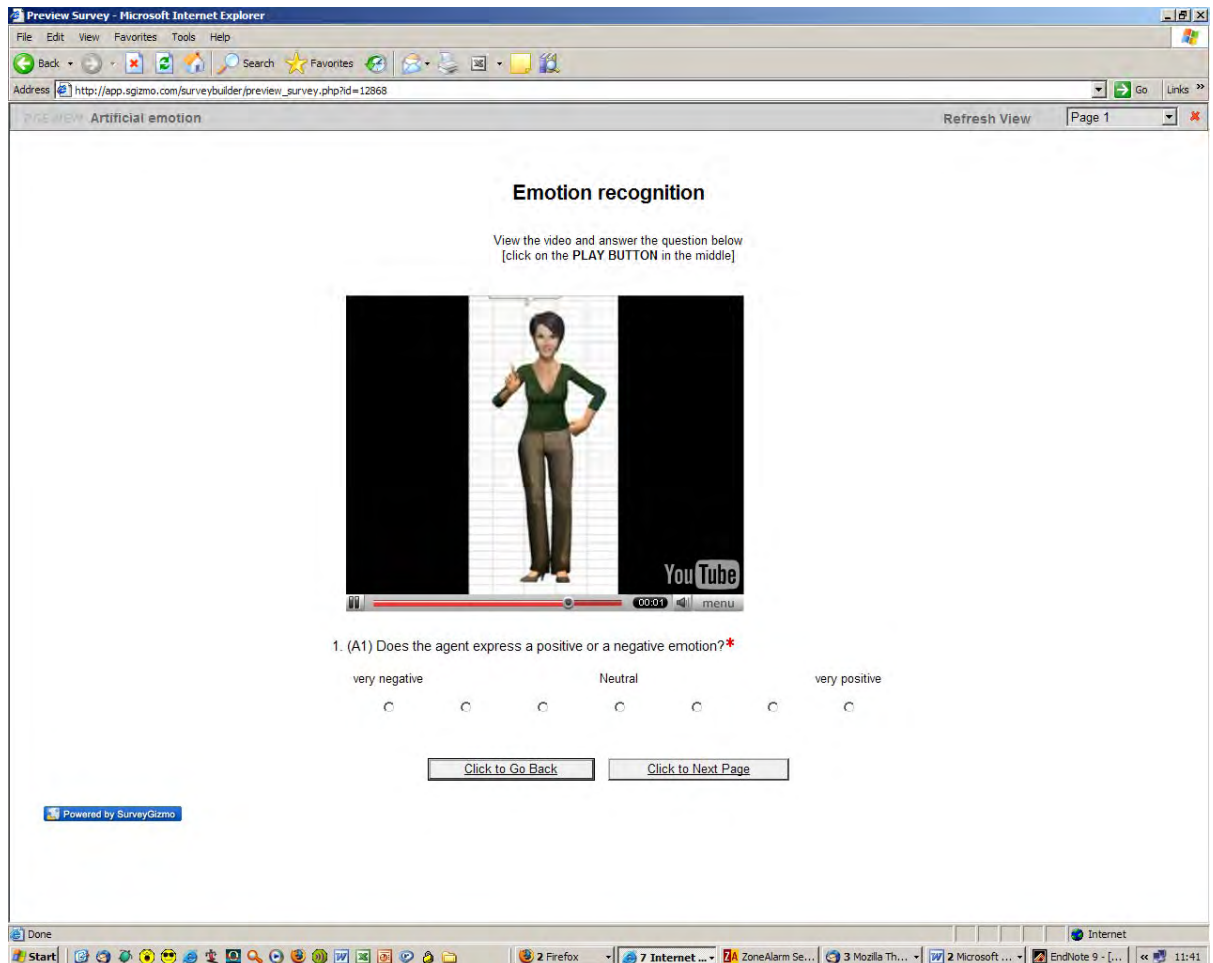 Preview Survey - Microsoft Internet Explorer
File Edit View Favorites Tools Help
Back Search Favorites
Address http://app.sgizmo.com/surveybuilder/preview_survey.php?id=12868 Go Links »
Artificial emotion Refresh View Page 1
Emotion recognition
View the video and answer the question below
[click on the PLAY BUTTON in the middle]
YouTube
00:01 menu
1. (A1) Does the agent express a positive or a negative emotion?*
very negative Neutral very positive
Click to Go Back Click to Next Page
Powered by SurveyGizmo
Done Internet
Start 2 Firefox 7 Internet ... ZoneAlarm Se... 3 Mozilla Th... 2 Microsoft ... EndNote 9 - [... « 11:41